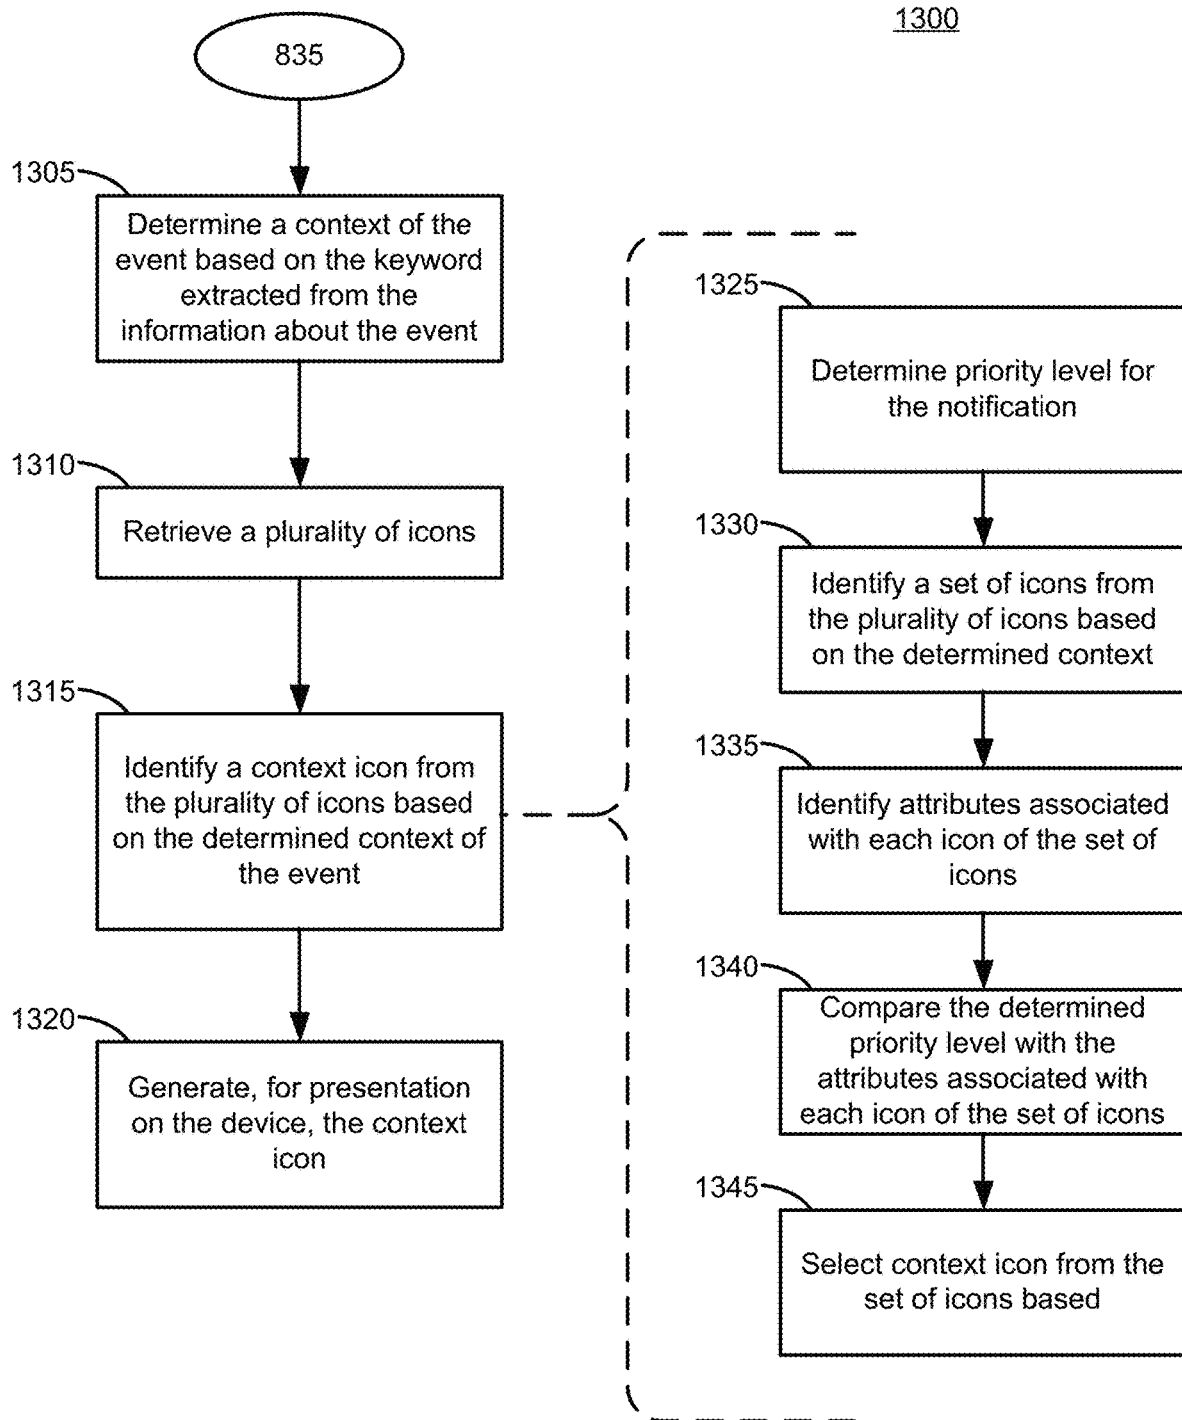 1300
835
1305
Determine a context of the
event based on the keyword
extracted from the
information about the event
1310
Retrieve a plurality of icons
1315
Identify a context icon from
the plurality of icons based
on the determined context of
the event
1320
Generate, for presentation
on the device, the context
icon
1325
Determine priority level for
the notification
1330
Identify a set of icons from
the plurality of icons based
on the determined context
1335
Identify attributes associated
with each icon of the set of
icons
1340
Compare the determined
priority level with the
attributes associated with
each icon of the set of icons
1345
Select context icon from the
set of icons based